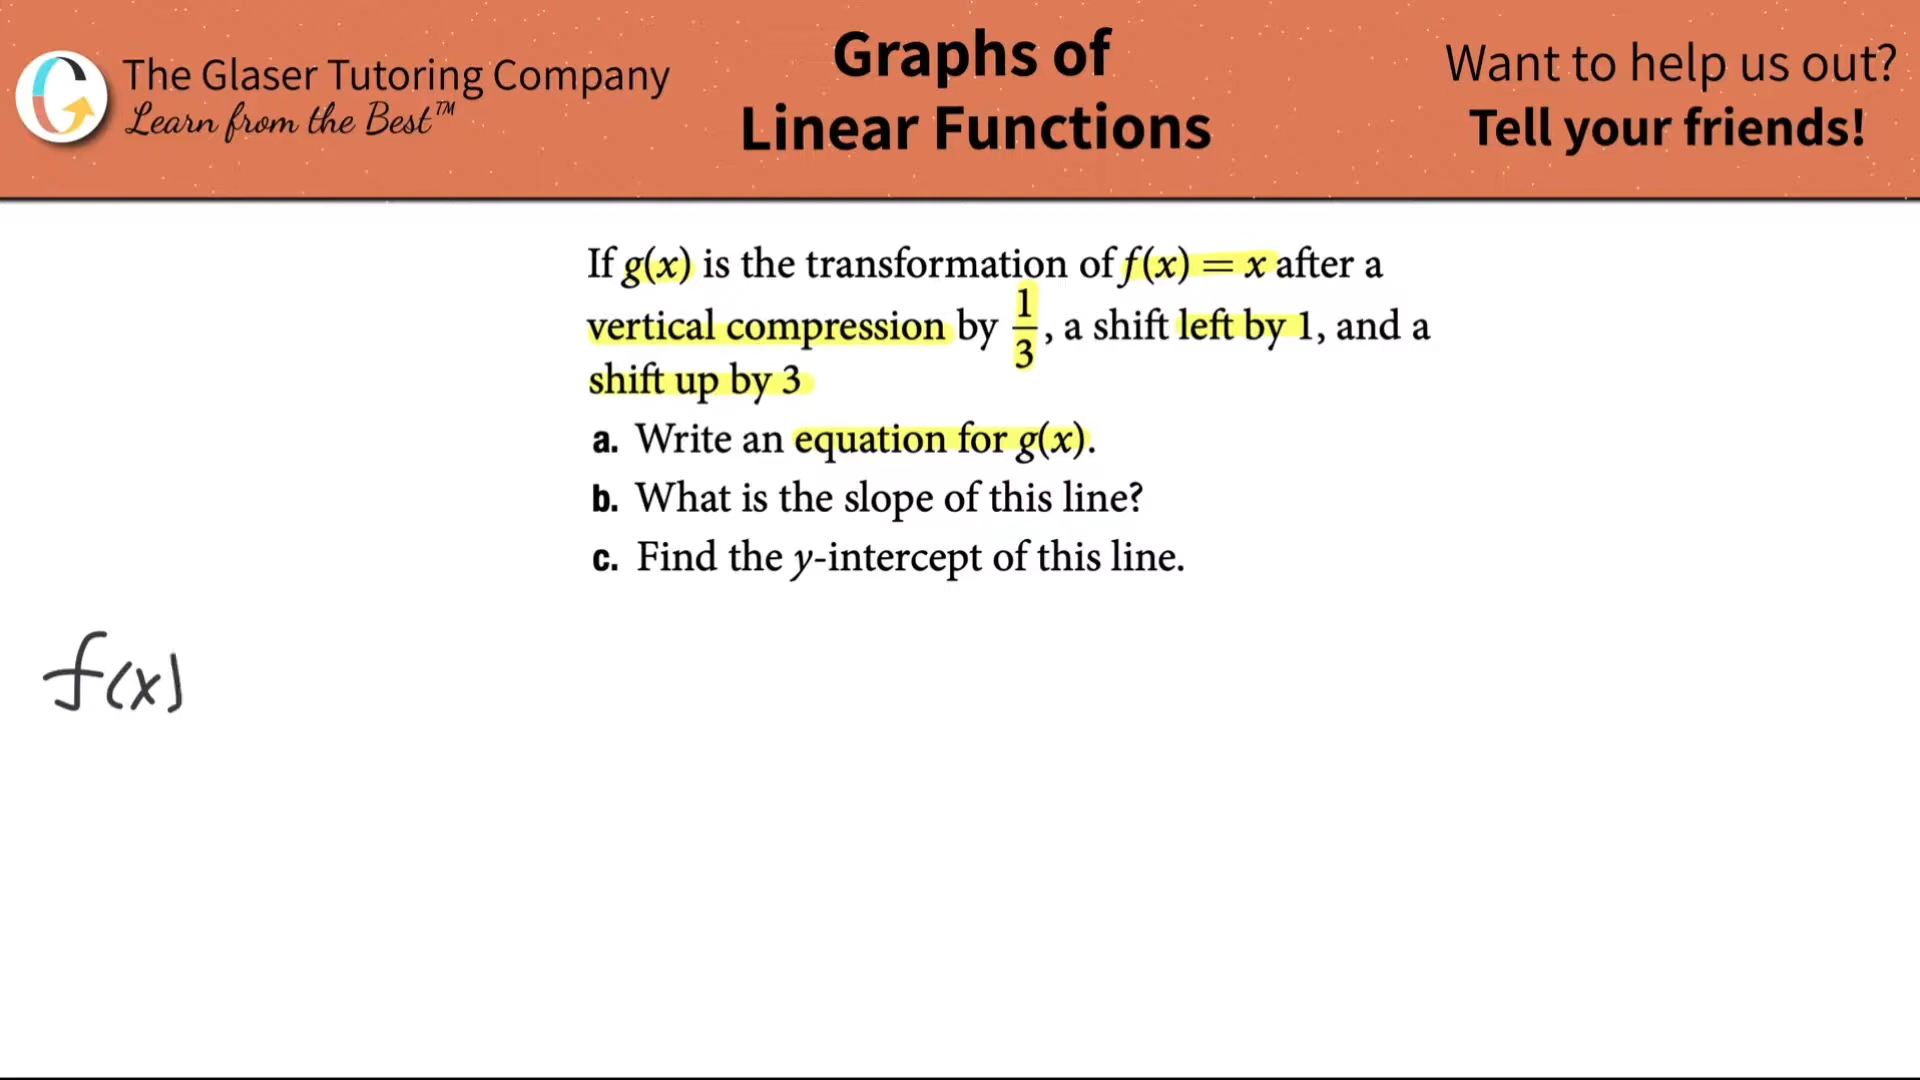 The Glaser Tutoring Company
Learn from the Best™
Graphs of
Linear Functions
Want to help us out?
Tell your friends!
If g(x) is the transformation of f(x) = x after a
vertical compression by 1/3, a shift left by 1, and a
shift up by 3
a. Write an equation for g(x).
b. What is the slope of this line?
c. Find the y-intercept of this line.
f(x)